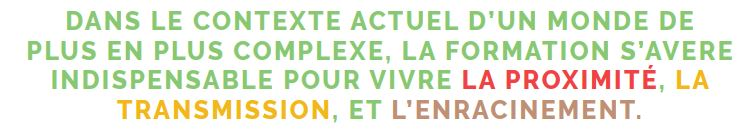 DANS LE CONTEXTE ACTUEL D'UN MONDE DE
PLUS EN PLUS COMPLEXE, LA FORMATION S'AVERE
INDISPENSABLE POUR VIVRE LA PROXIMITÉ, LA
TRANSMISSION, ET L'ENRACINEMENT.